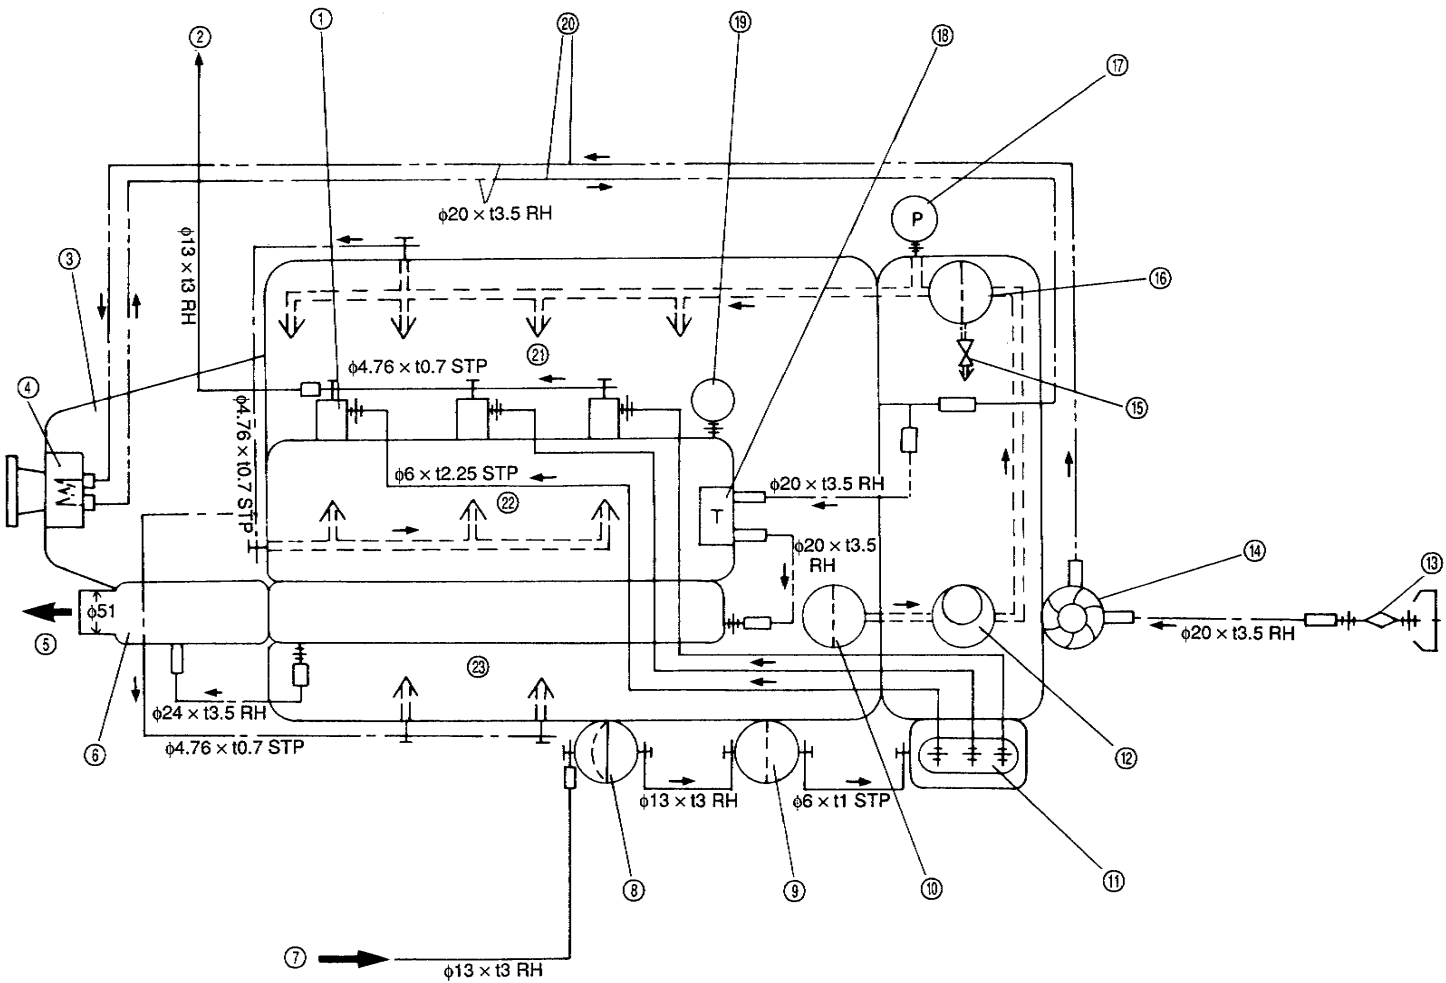 ①
⑳
⑲
⑱
②
⑰
φ20 × t3.5 RH
P
φ13 × t3 RH
③
⑯
㉑
φ4.76 × t0.7 STP
④
⑮
φ4.76 × t0.7 STP
φ6 × t2.25 STP
㉒
φ20 × t3.5 RH
T
φ20 × t3.5
RH
⑭
⑬
φ51
⑤
φ20 × t3.5 RH
㉓
φ24 × t3.5 RH
φ4.76 × t0.7 STP
⑥
⑫
φ13 × t3 RH
φ6 × t1 STP
⑧
⑨
⑩
⑪
⑦
φ13 × t3 RH